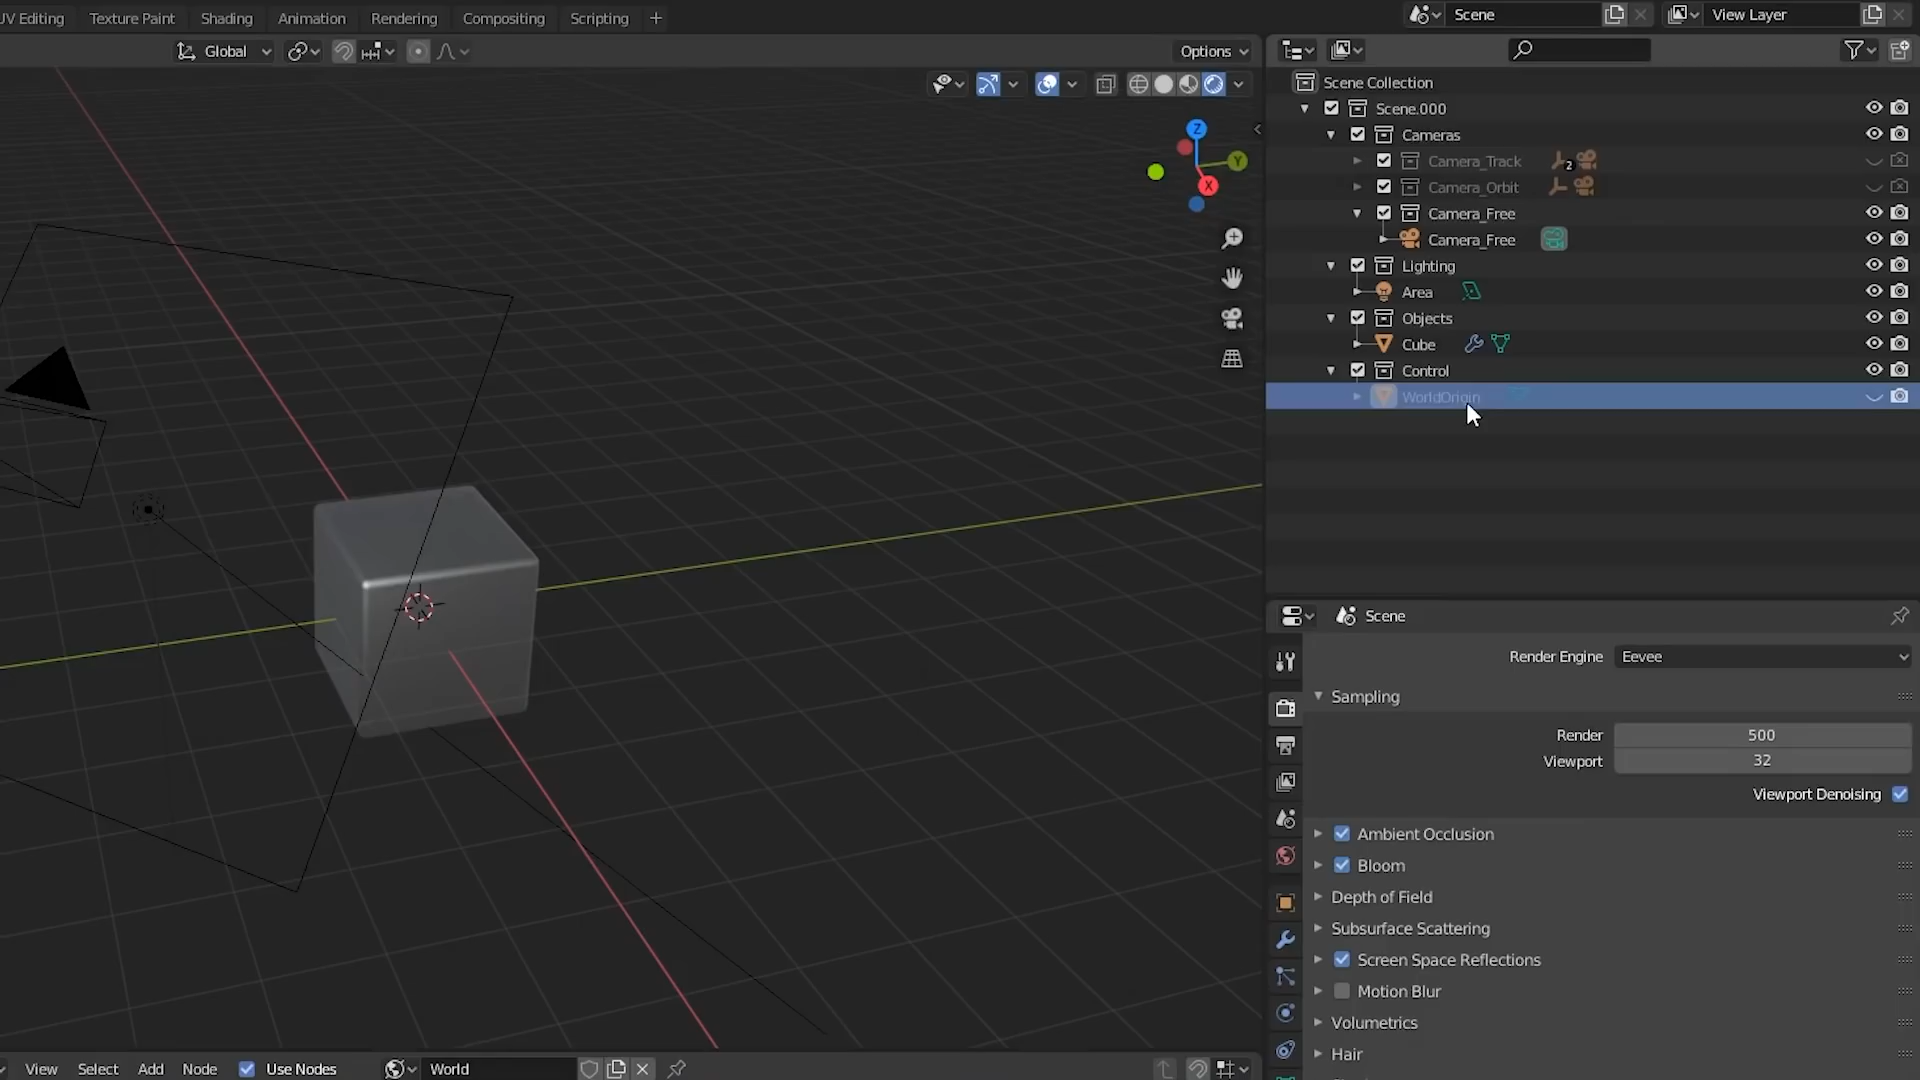 UV Editing Texture Paint Shading Animation Rendering Compositing Scripting +
Scene
View Layer
Global
Options
Scene Collection
Scene.000
Cameras
Camera_Track 2
Camera_Orbit
Camera_Free
Camera_Free
Lighting
Area
Objects
Cube
Control
WorldOrigin
Z
Y
X
Scene
Render Engine Eevee
Sampling
Render 500
Viewport 32
Viewport Denoising
Ambient Occlusion
Bloom
Depth of Field
Subsurface Scattering
Screen Space Reflections
Motion Blur
Volumetrics
Hair
View Select Add Node Use Nodes World